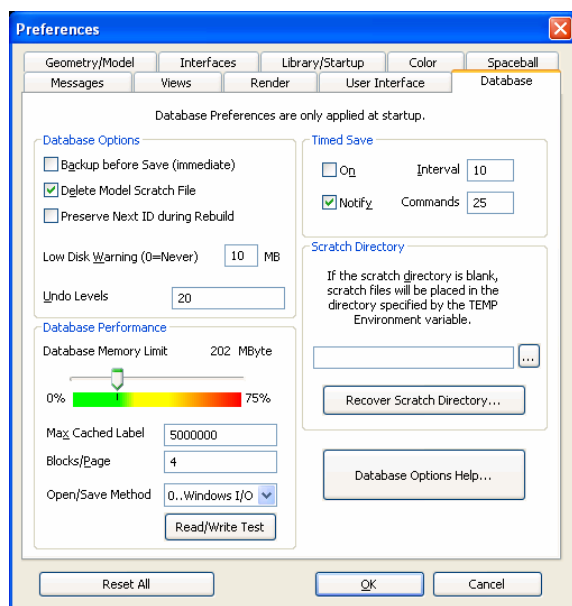 Preferences
Geometry/Model Interfaces Library/Startup Color Spaceball
Messages Views Render User Interface Database
Database Preferences are only applied at startup.
Database Options
Backup before Save (immediate)
Delete Model Scratch File
Preserve Next ID during Rebuild
Low Disk Warning (0=Never) 10 MB
Undo Levels 20
Timed Save
On Interval 10
Notify Commands 25
Scratch Directory
If the scratch directory is blank,
scratch files will be placed in the
directory specified by the TEMP
Environment variable.
...
Recover Scratch Directory...
Database Performance
Database Memory Limit 202 MByte
0% 75%
Max Cached Label 5000000
Blocks/Page 4
Open/Save Method 0..Windows I/O
Read/Write Test
Database Options Help...
Reset All OK Cancel